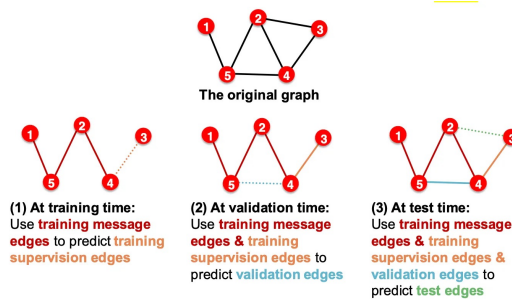 1
2
3
5
4
The original graph
1
2
3
5
4
(1) At training time:
Use training message
edges to predict training
supervision edges
1
2
3
5
4
(2) At validation time:
Use training message
edges & training
supervision edges to
predict validation edges
1
2
3
5
4
(3) At test time:
Use training message
edges & training
supervision edges &
validation edges to
predict test edges